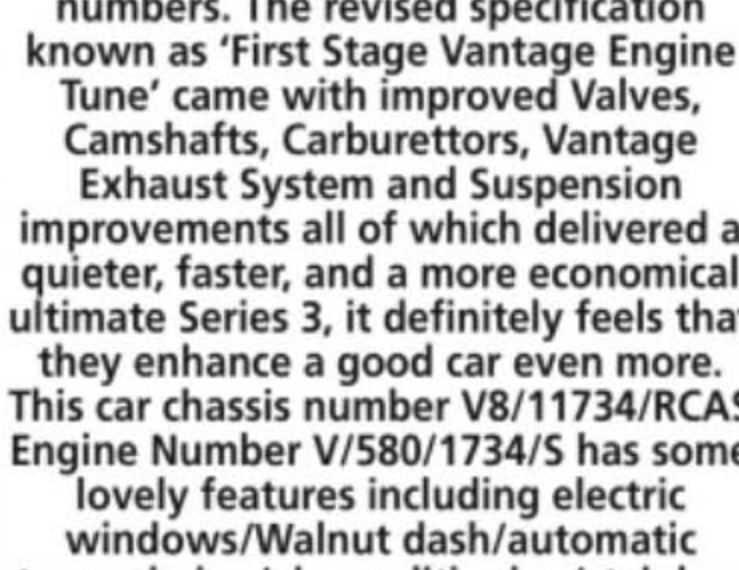 numbers. The revised specification
known as ‘First Stage Vantage Engine
Tune’ came with improved Valves,
Camshafts, Carburettors, Vantage
Exhaust System and Suspension
improvements all of which delivered a
quieter, faster, and a more economical
ultimate Series 3, it definitely feels that
they enhance a good car even more.
This car chassis number V8/11734/RCAS
Engine Number V/580/1734/S has some
lovely features including electric
windows/Walnut dash/automatic